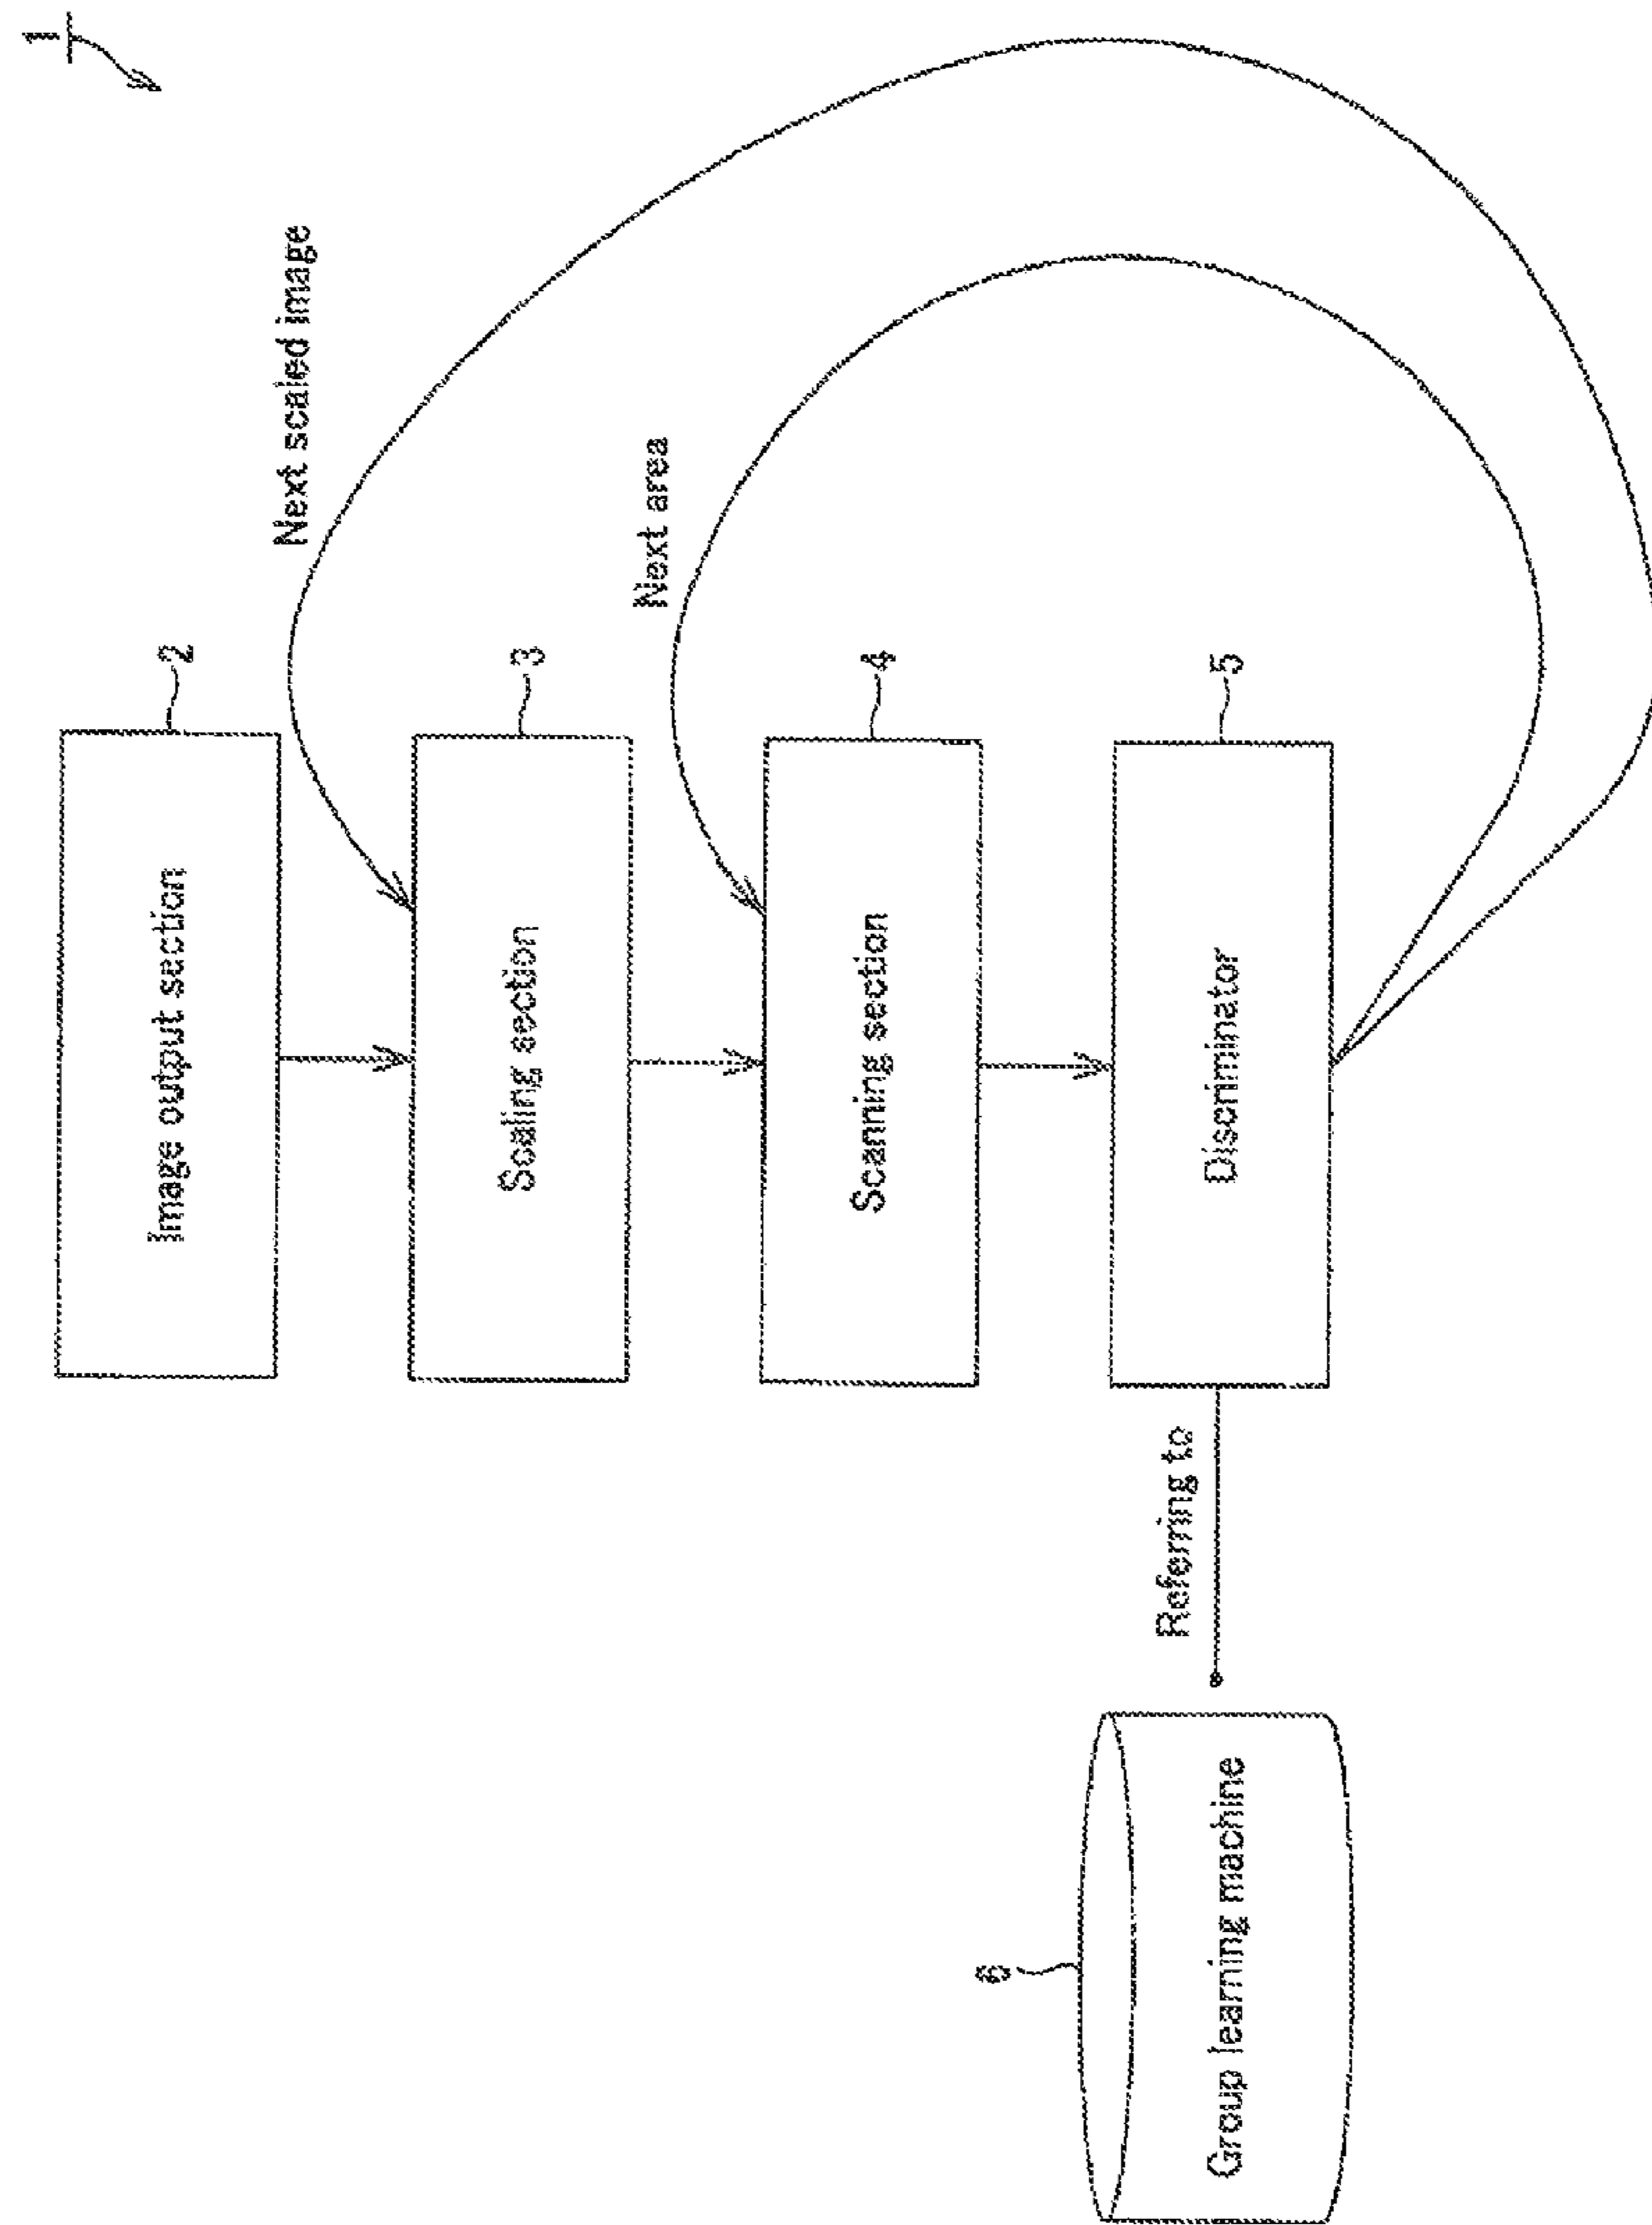 1
Image output section
2
Next scaled image
Scaling section
3
Next area
Scanning section
4
Discriminator
5
Referring to
6
Group learning machine